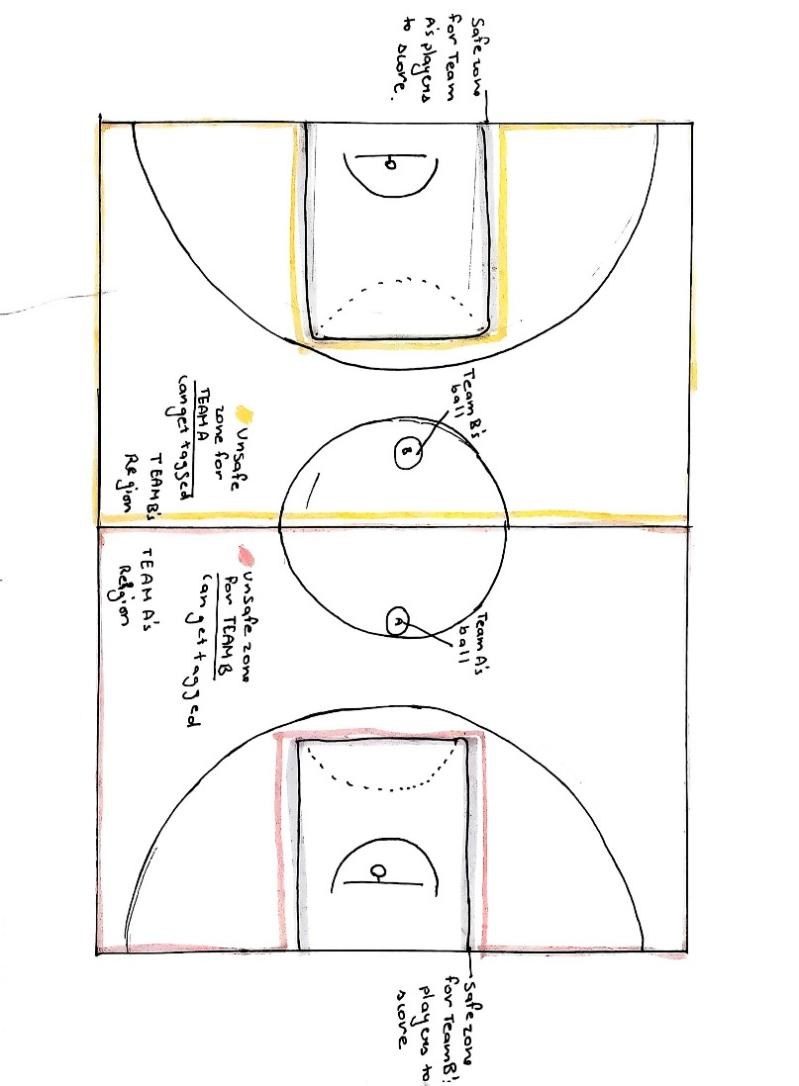 Safe zone
for Team
A's players
to score.
Team B's
ball
B
Unsafe
zone for
TEAM A
can get tagged
TEAM B's
Region
Team A's
ball
A
unsafe zone
for TEAM B
can get tagged
TEAM A's
Region
Safe zone
for Team B's
players to
score